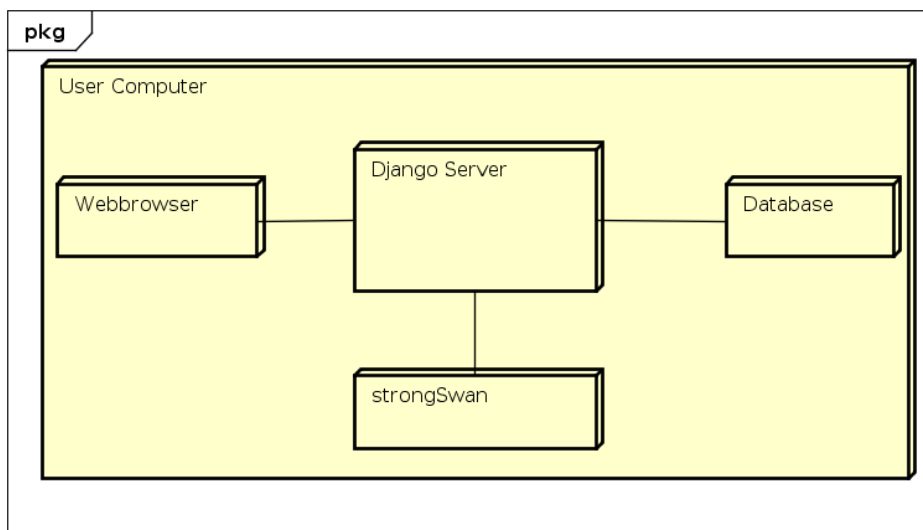 pkg
User Computer
Django Server
Webbrowser
Database
strongSwan